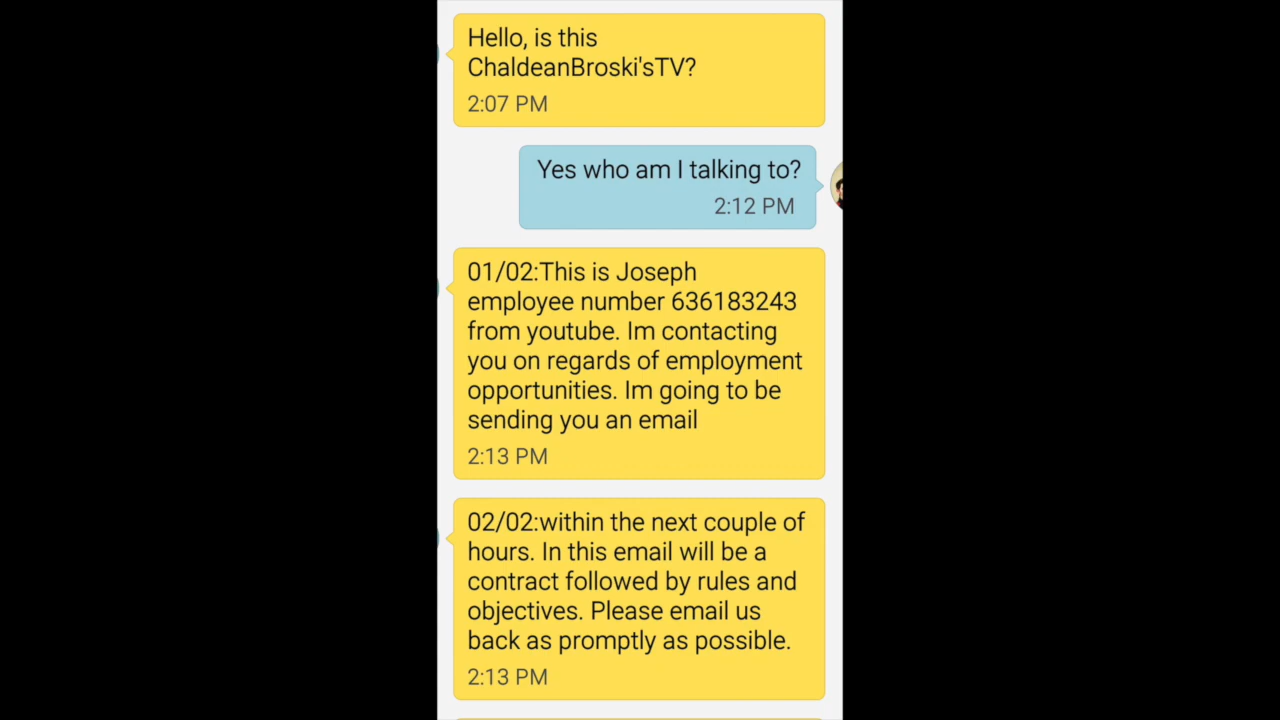 Hello, is this
ChaldeanBroski'sTV?
2:07 PM
Yes who am I talking to?
2:12 PM
01/02:This is Joseph
employee number 636183243
from youtube. Im contacting
you on regards of employment
opportunities. Im going to be
sending you an email
2:13 PM
02/02:within the next couple of
hours. In this email will be a
contract followed by rules and
objectives. Please email us
back as promptly as possible.
2:13 PM